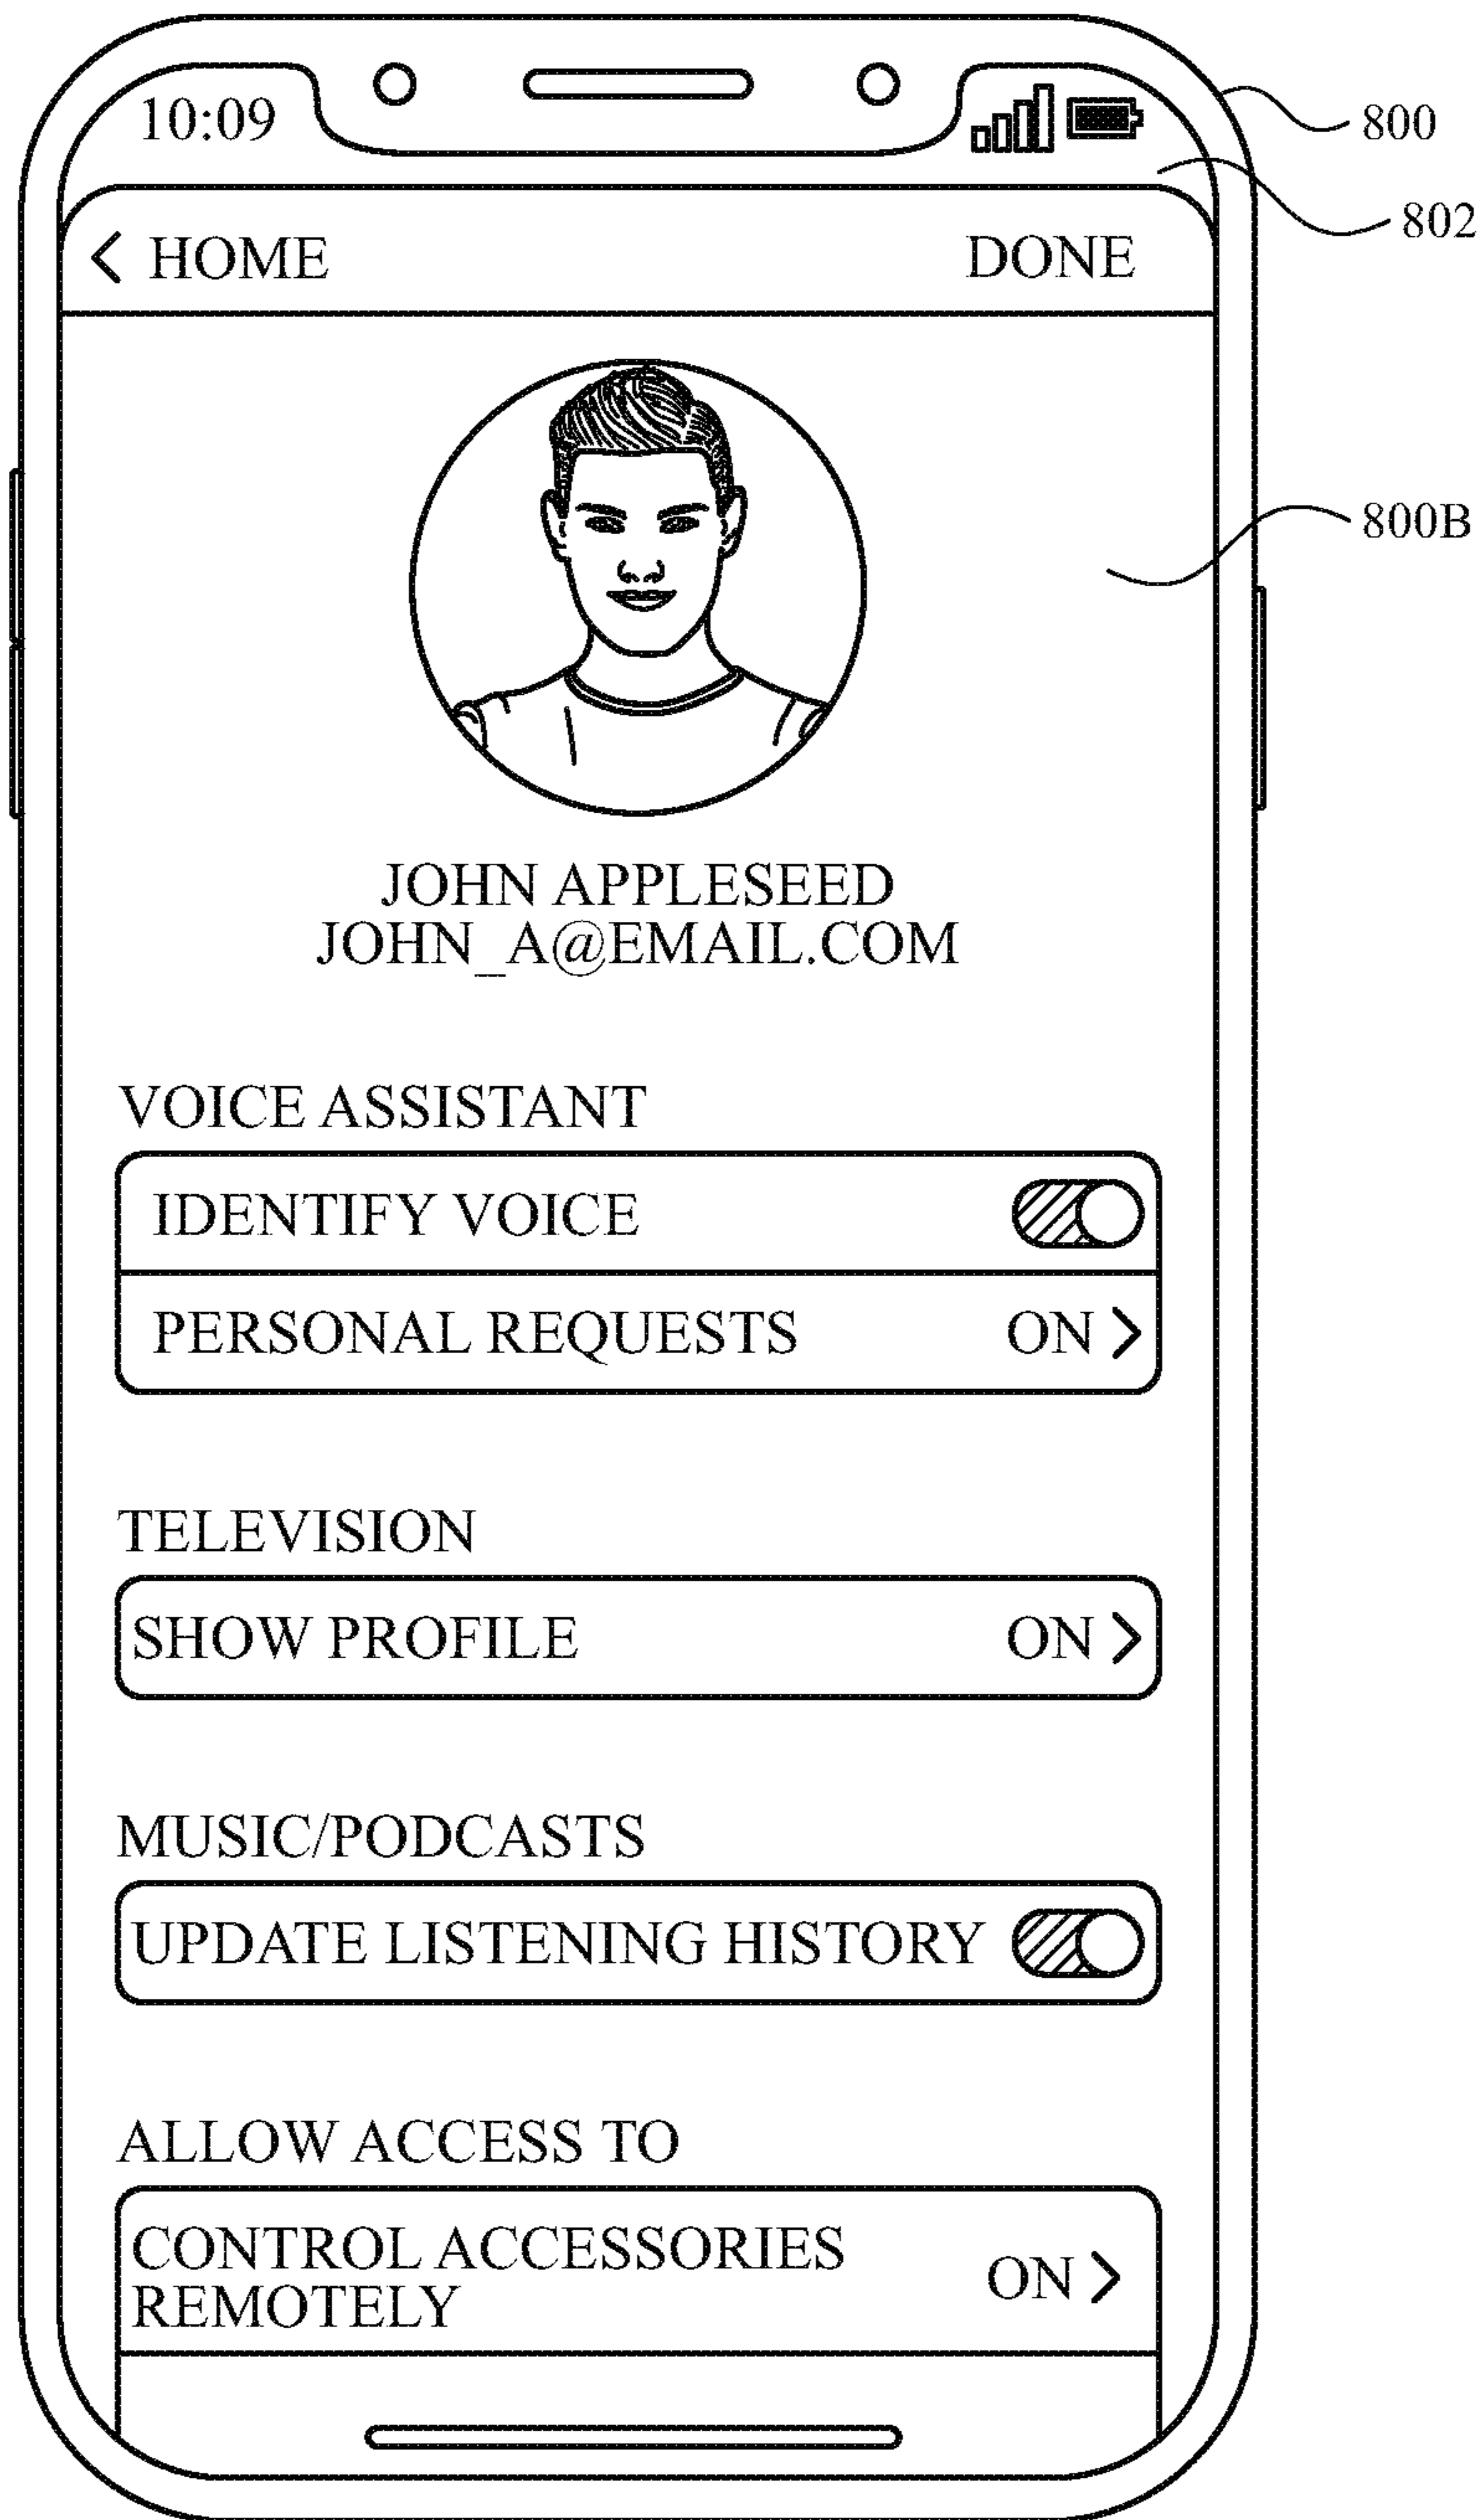 10:09
800
802
< HOME DONE
800B
JOHN APPLESEED
JOHN_A@EMAIL.COM
VOICE ASSISTANT
IDENTIFY VOICE
PERSONAL REQUESTS ON >
TELEVISION
SHOW PROFILE ON >
MUSIC/PODCASTS
UPDATE LISTENING HISTORY
ALLOW ACCESS TO
CONTROL ACCESSORIES
REMOTELY
ON >